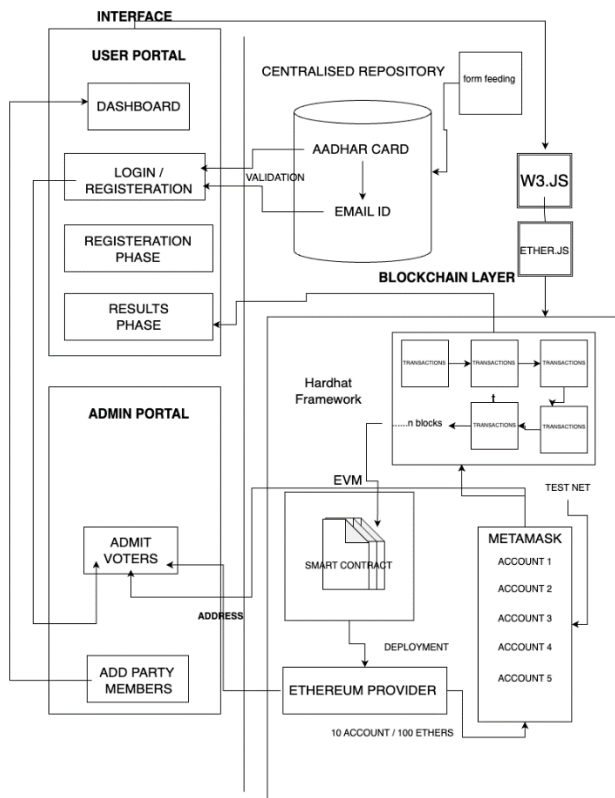 INTERFACE
USER PORTAL
DASHBOARD
LOGIN /
REGISTERATION
REGISTERATION
PHASE
RESULTS
PHASE
CENTRALISED REPOSITORY
form feeding
AADHAR CARD
VALIDATION
EMAIL ID
W3.JS
ETHER.JS
BLOCKCHAIN LAYER
TRANSACTIONS
TRANSACTIONS
TRANSACTIONS
t
......n blocks
TRANSACTIONS
TRANSACTIONS
Hardhat
Framework
ADMIN PORTAL
ADMIT
VOTERS
ADDRESS
ADD PARTY
MEMBERS
EVM
SMART CONTRACT
DEPLOYMENT
ETHEREUM PROVIDER
10 ACCOUNT / 100 ETHERS
TEST NET
METAMASK
ACCOUNT 1
ACCOUNT 2
ACCOUNT 3
ACCOUNT 4
ACCOUNT 5